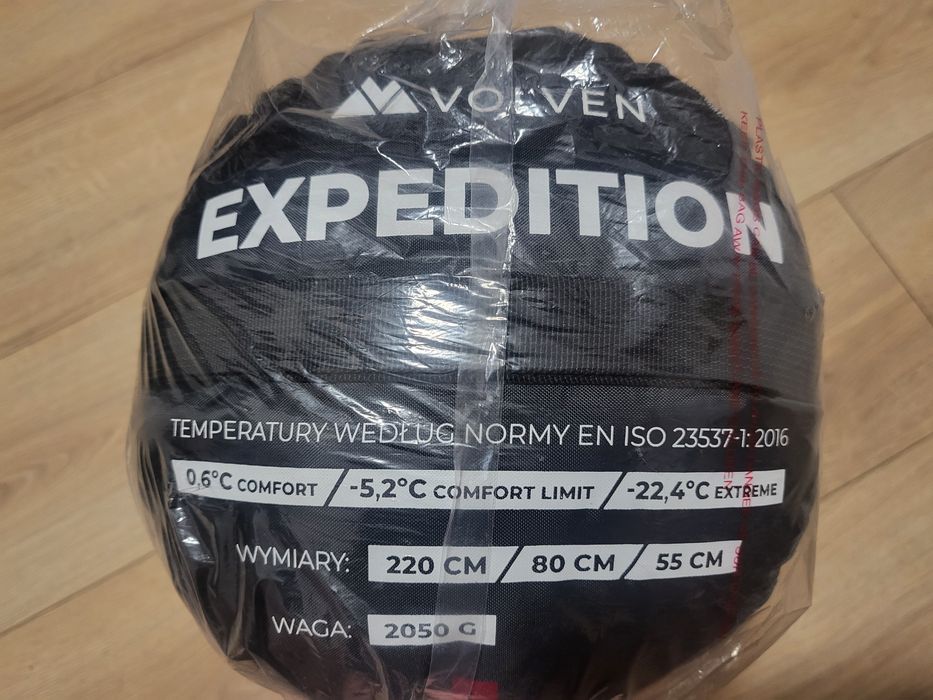 VOLVEN
EXPEDITION
TEMPERATURY WEDŁUG NORMY EN ISO 23537-1: 2016
0,6°C COMFORT / -5,2°C COMFORT LIMIT / -22,4°C EXTREME
WYMIARY: 220 CM / 80 CM / 55 CM
WAGA: 2050 G